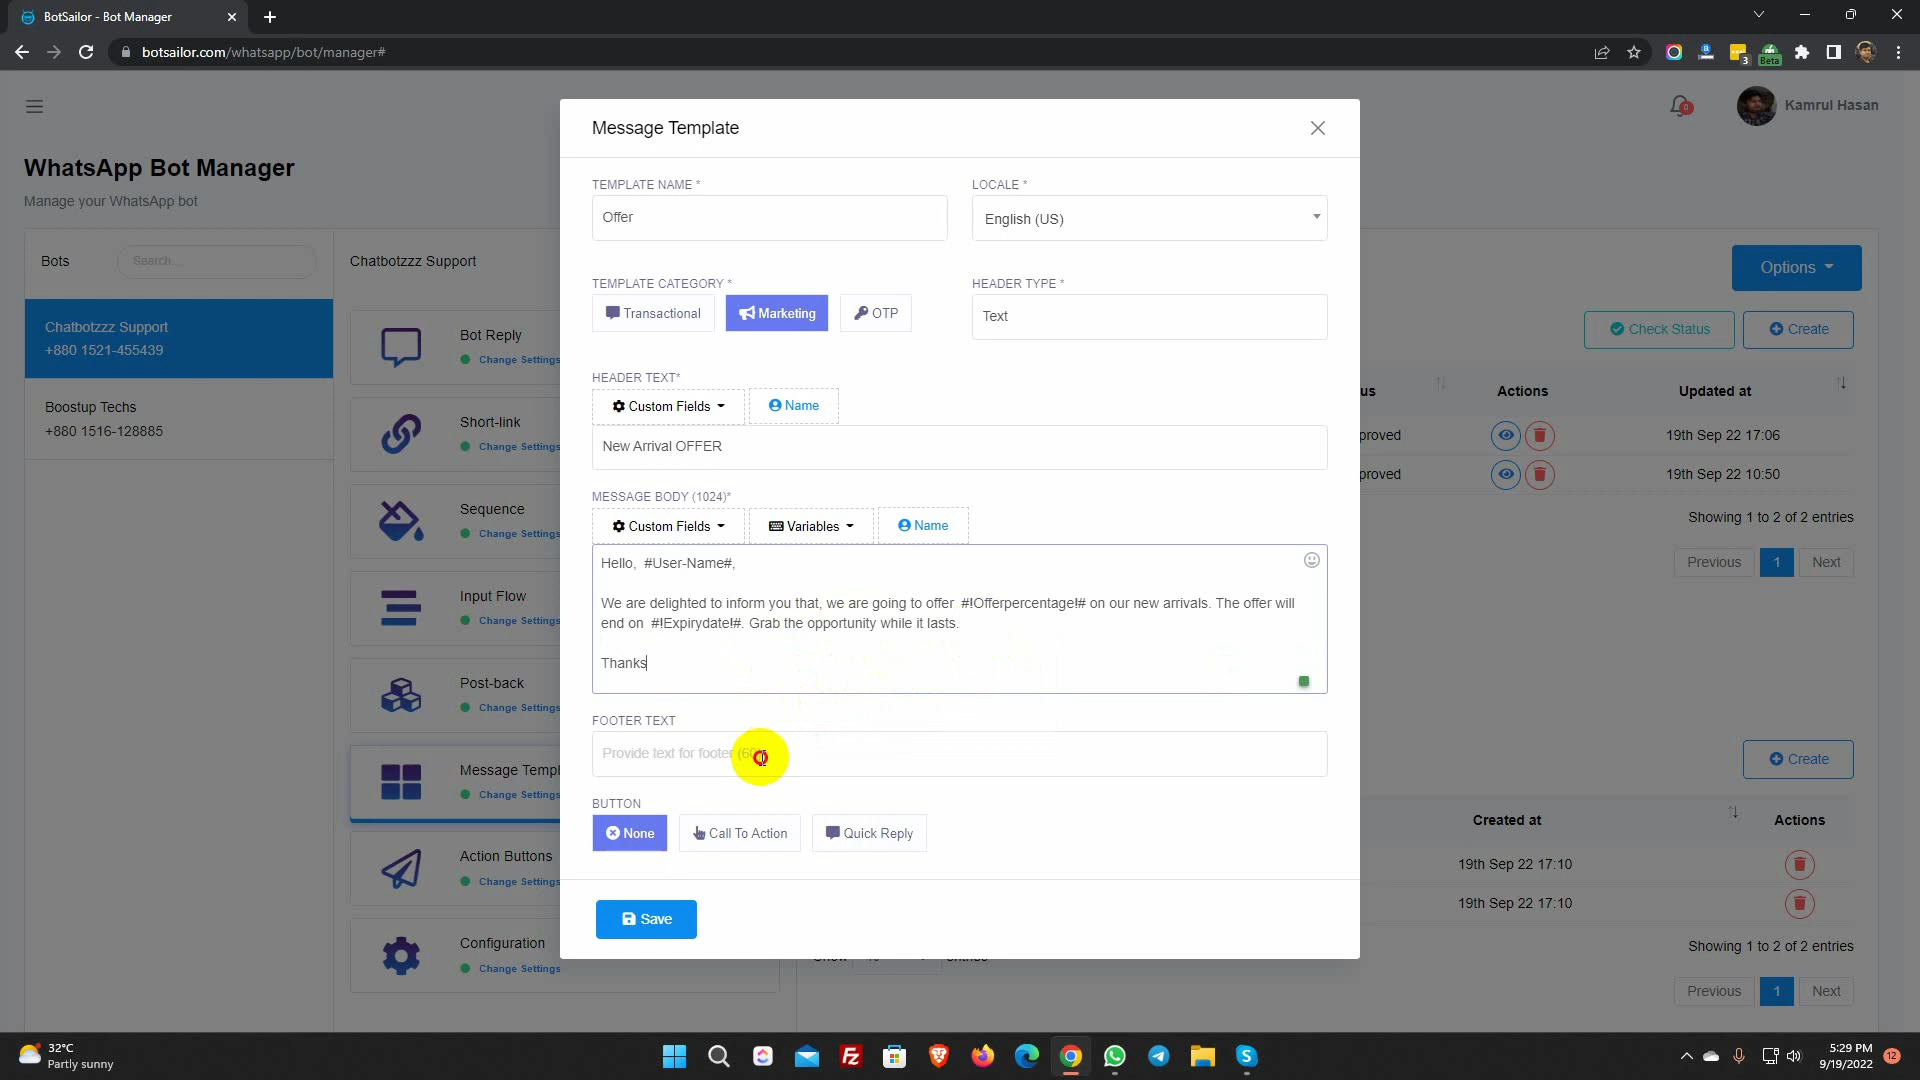 BotSailor - Bot Manager
botsailor.com/whatsapp/bot/manager#
3
Beta
0
Kamrul Hasan
WhatsApp Bot Manager
Manage your WhatsApp bot
Bots
Search...
Chatbotzzz Support
+880 1521-455439
Boostup Techs
+880 1516-128885
Chatbotzzz Support
Bot Reply
Change Settings
Short-link
Change Settings
Sequence
Change Settings
Input Flow
Change Settings
Post-back
Change Settings
Message Templ
Change Settings
Action Buttons
Change Settings
Configuration
Change Settings
Message Template
TEMPLATE NAME *
Offer
LOCALE *
English (US)
TEMPLATE CATEGORY *
Transactional
Marketing
OTP
HEADER TYPE *
Text
HEADER TEXT*
Custom Fields
Name
New Arrival OFFER
MESSAGE BODY (1024)*
Custom Fields
Variables
Name
Hello,  #User-Name#,
We are delighted to inform you that, we are going to offer  #!Offerpercentage!# on our new arrivals. The offer will
end on  #!Expirydate!#. Grab the opportunity while it lasts.
Thanks
FOOTER TEXT
Provide text for footer (60)
BUTTON
None
Call To Action
Quick Reply
Save
Options
Check Status
Create
us
Actions
Updated at
proved
19th Sep 22 17:06
proved
19th Sep 22 10:50
Showing 1 to 2 of 2 entries
Previous
1
Next
Create
Created at
Actions
19th Sep 22 17:10
19th Sep 22 17:10
Showing 1 to 2 of 2 entries
Previous
1
Next
32°C
Partly sunny
5:29 PM
9/19/2022
12